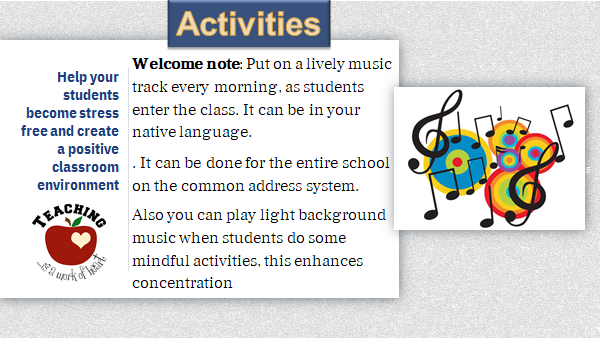 Activities
Help your
students
become stress
free and create
a positive
classroom
environment
TEACHING
...is a work of heart
Welcome note: Put on a lively music
track every morning, as students
enter the class. It can be in your
native language.
. It can be done for the entire school
on the common address system.
Also you can play light background
music when students do some
mindful activities, this enhances
concentration